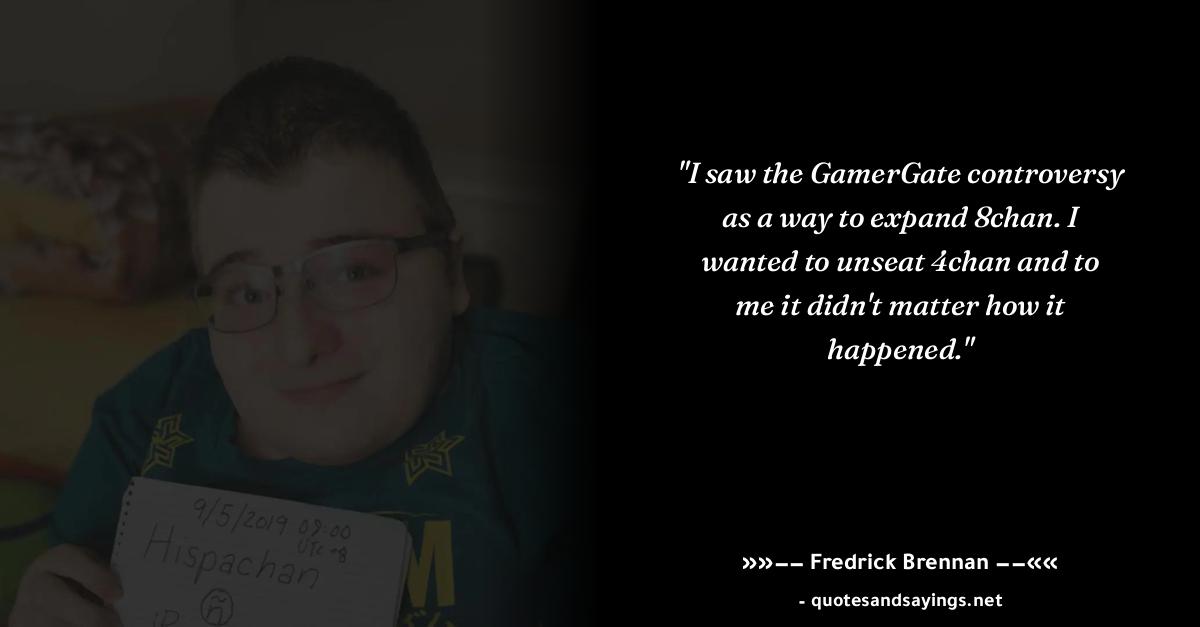 "I saw the GamerGate controversy
as a way to expand 8chan. I
wanted to unseat 4chan and to
me it didn't matter how it
happened."
»»–– Fredrick Brennan ––««
- quotesandsayings.net
9/5/2019 09:00
UTC +8
Hispachan
ñ
M